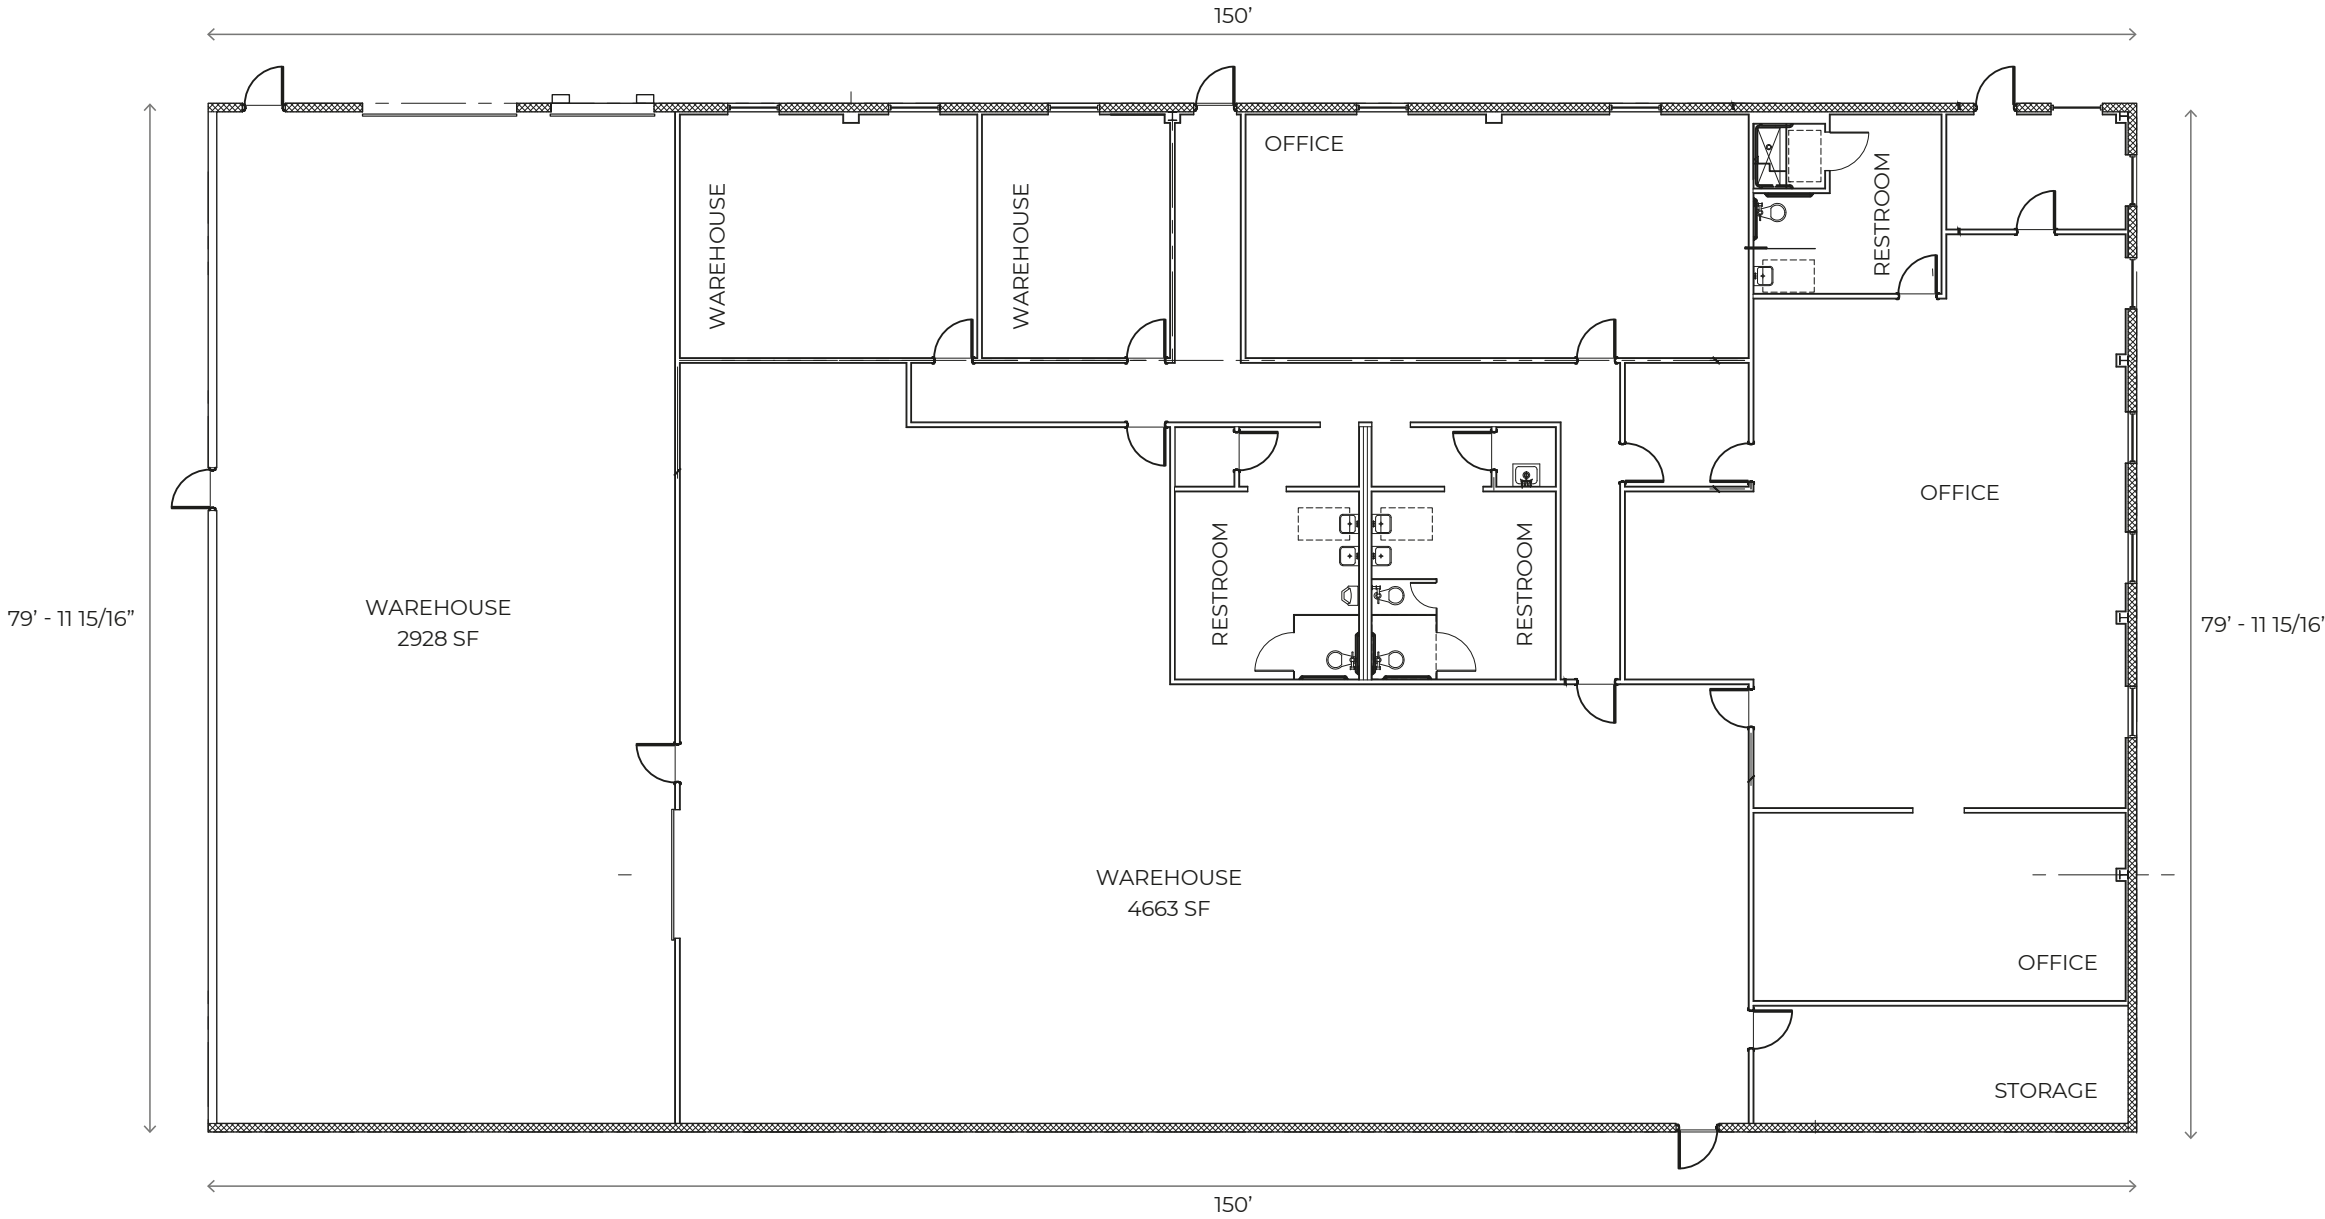 150’
OFFICE
WAREHOUSE
WAREHOUSE
RESTROOM
OFFICE
RESTROOM
RESTROOM
WAREHOUSE
2928 SF
79’ - 11 15/16”
79’ - 11 15/16’
WAREHOUSE
4663 SF
OFFICE
STORAGE
150’